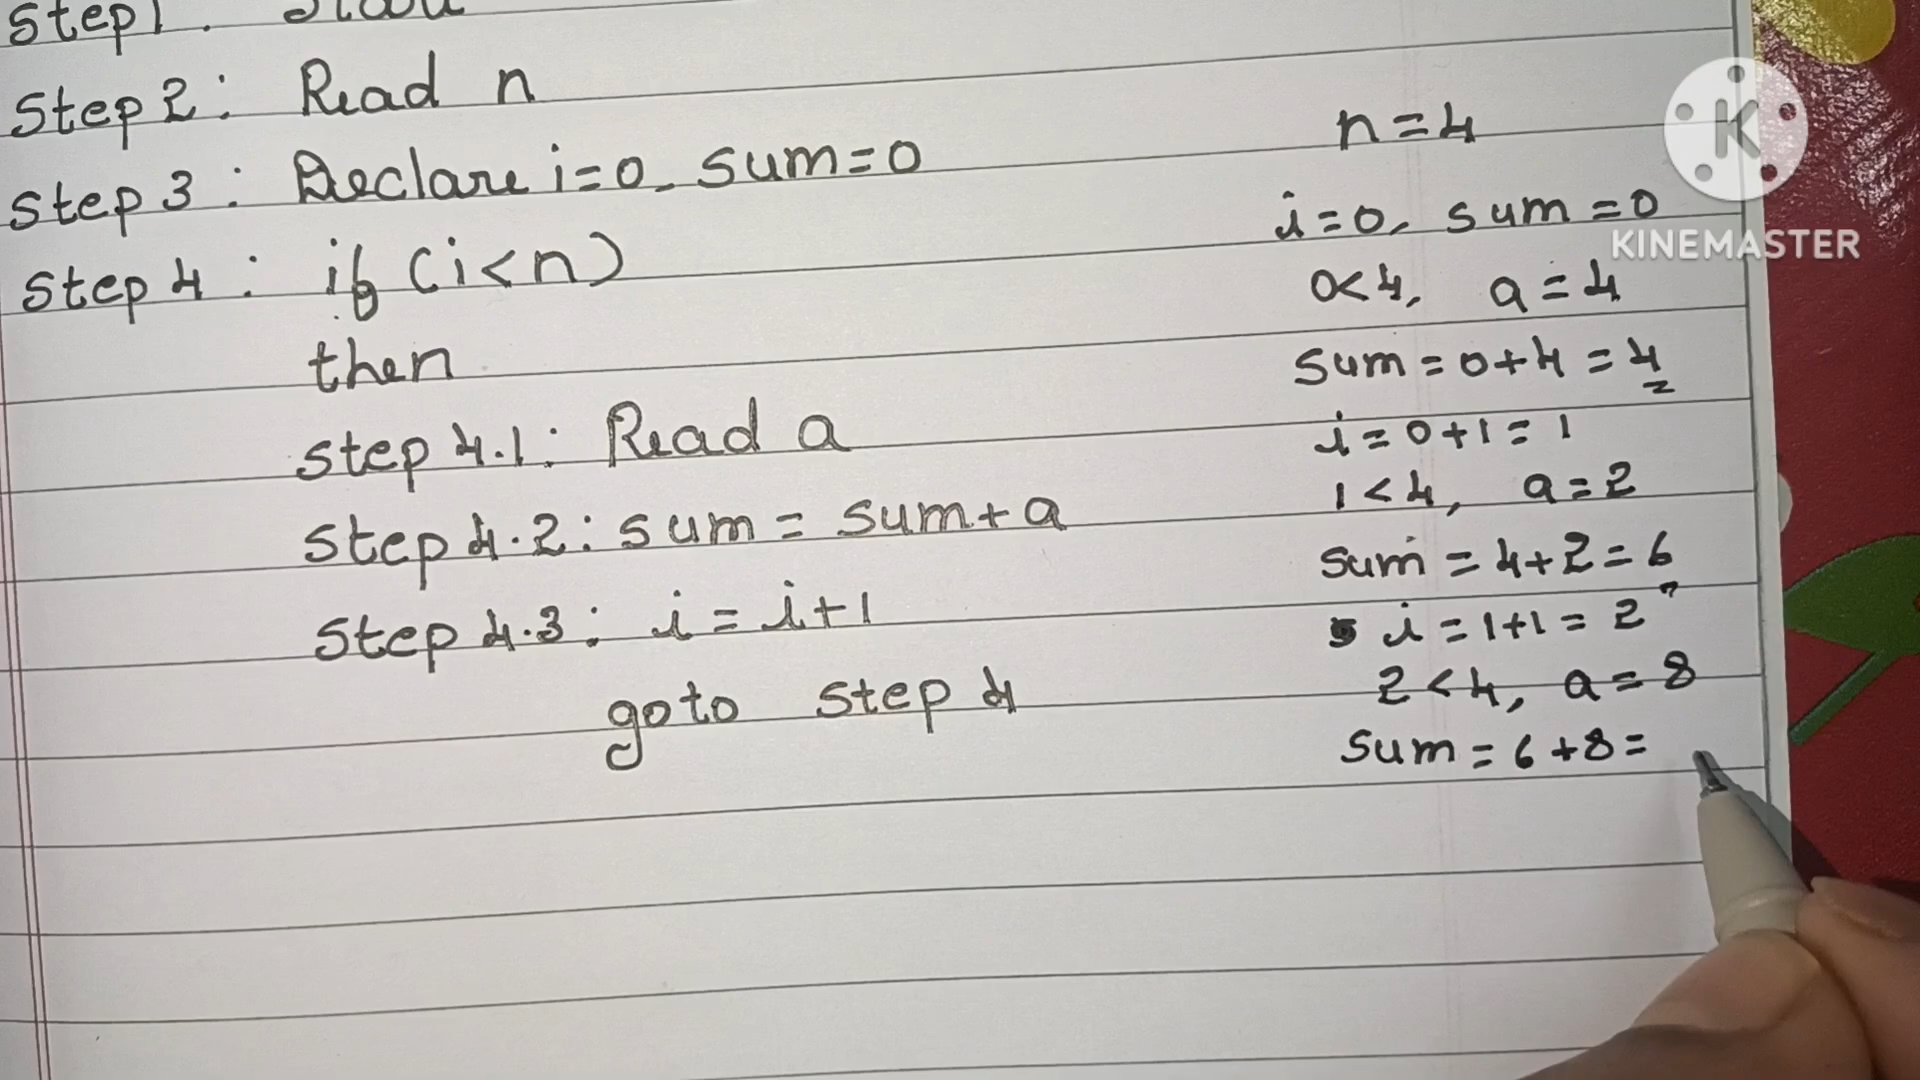 Step1: Start
Step 2: Read n
Step 3: Declare i=0, sum=0
Step 4: if (i<n)
then
Step 4.1: Read a
Step 4.2: sum = sum+a
Step 4.3: i = i+1
goto step 4
n=4
i=0, sum=0
0<4, a=4
Sum=0+4=4
i=0+1=1
1<4, a=2
Sum=4+2=6
i=1+1=2
2<4, a=8
Sum=6+8=
K
KINEMASTER